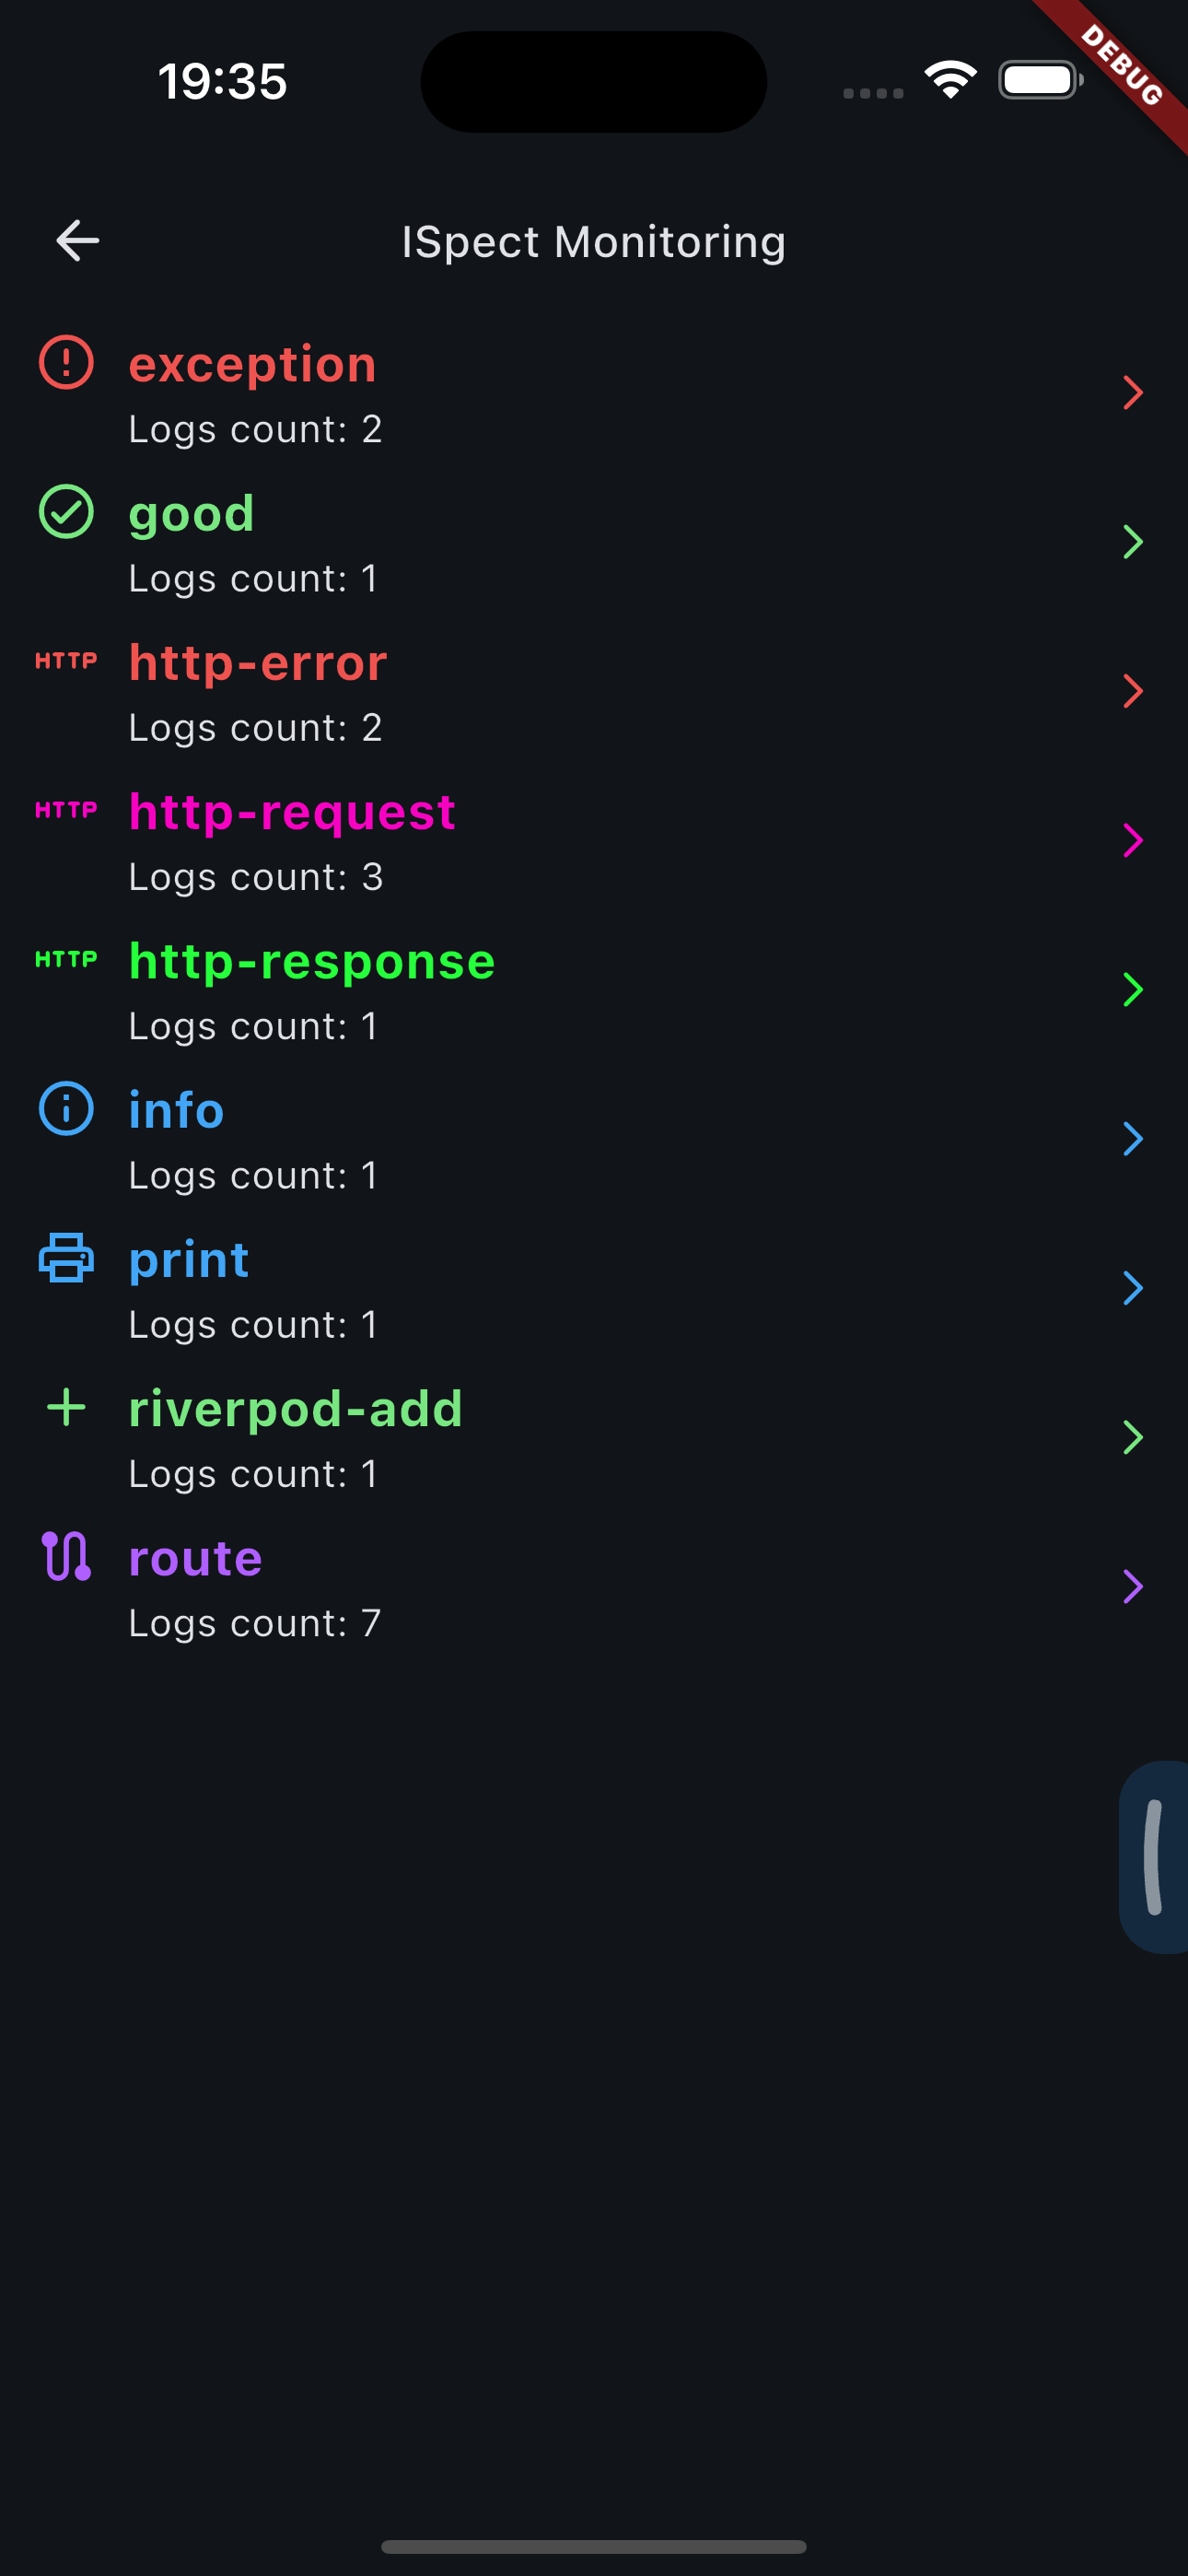 19:35
DEBUG
ISpect Monitoring
exception
Logs count: 2
good
Logs count: 1
HTTP http-error
Logs count: 2
HTTP http-request
Logs count: 3
HTTP http-response
Logs count: 1
info
Logs count: 1
print
Logs count: 1
riverpod-add
Logs count: 1
route
Logs count: 7